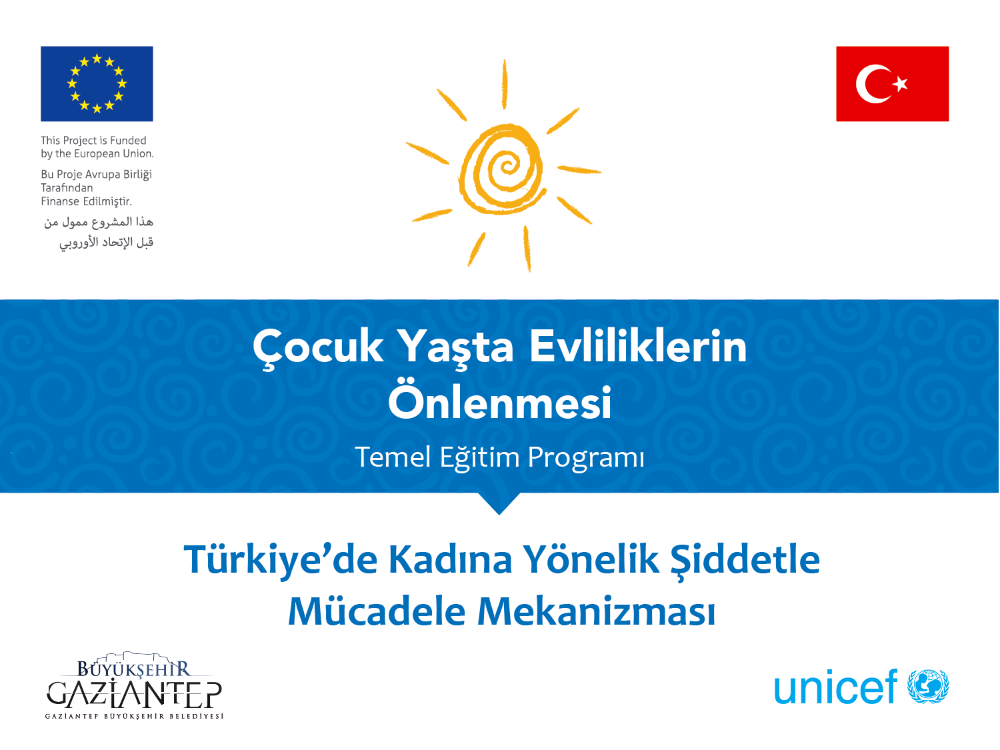 This Project is Funded
by the European Union.
Bu Proje Avrupa Birliği
Tarafından
Finanse Edilmiştir.
هذا المشروع ممول من
قبل الإتحاد الأوروبي
Çocuk Yaşta Evliliklerin
Önlenmesi
Temel Eğitim Programı
Türkiye’de Kadına Yönelik Şiddetle
Mücadele Mekanizması
BÜYÜKŞEHİR
GAZİANTEP
GAZİANTEP BÜYÜKŞEHİR BELEDİYESİ
unicef